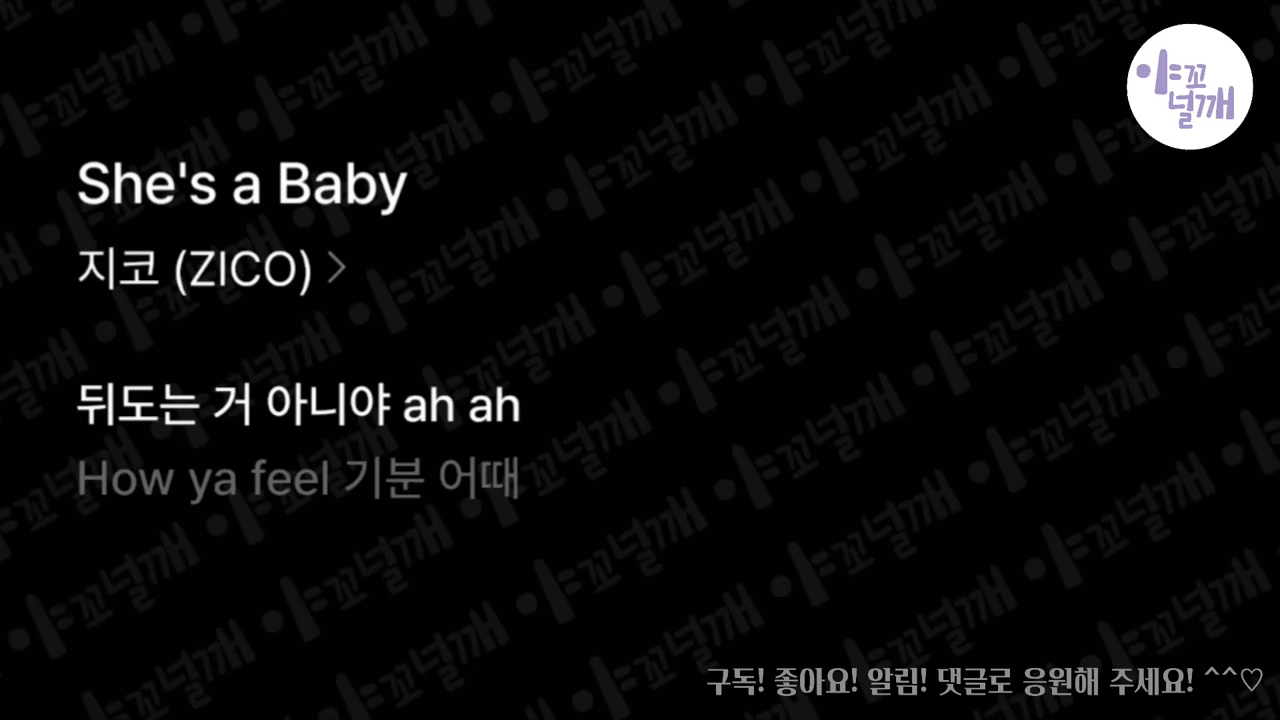 야꼬
널깨
She's a Baby
지코 (ZICO) >
뒤도는 거 아니야 ah ah
How ya feel 기분 어때
구독! 좋아요! 알림! 댓글로 응원해 주세요! ^^♡